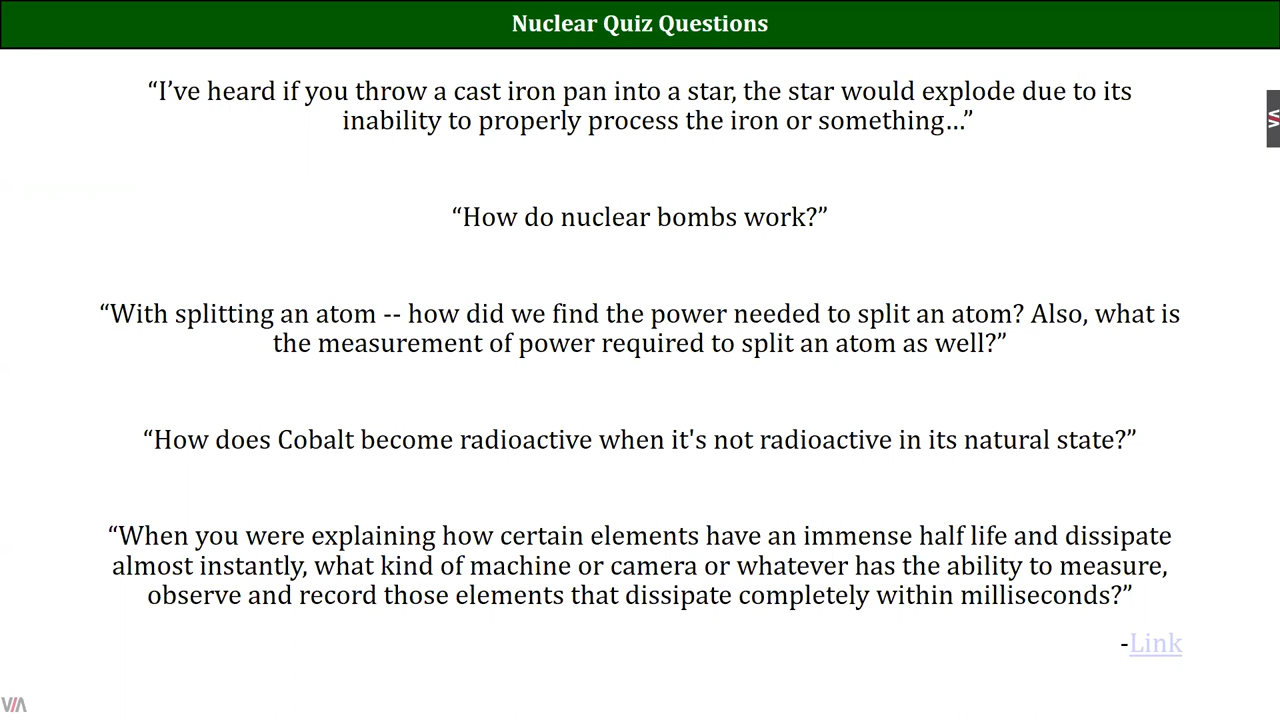 Nuclear Quiz Questions
“I’ve heard if you throw a cast iron pan into a star, the star would explode due to its
inability to properly process the iron or something…”
“How do nuclear bombs work?”
“With splitting an atom -- how did we find the power needed to split an atom? Also, what is
the measurement of power required to split an atom as well?”
“How does Cobalt become radioactive when it's not radioactive in its natural state?”
“When you were explaining how certain elements have an immense half life and dissipate
almost instantly, what kind of machine or camera or whatever has the ability to measure,
observe and record those elements that dissipate completely within milliseconds?”
-Link
VIA